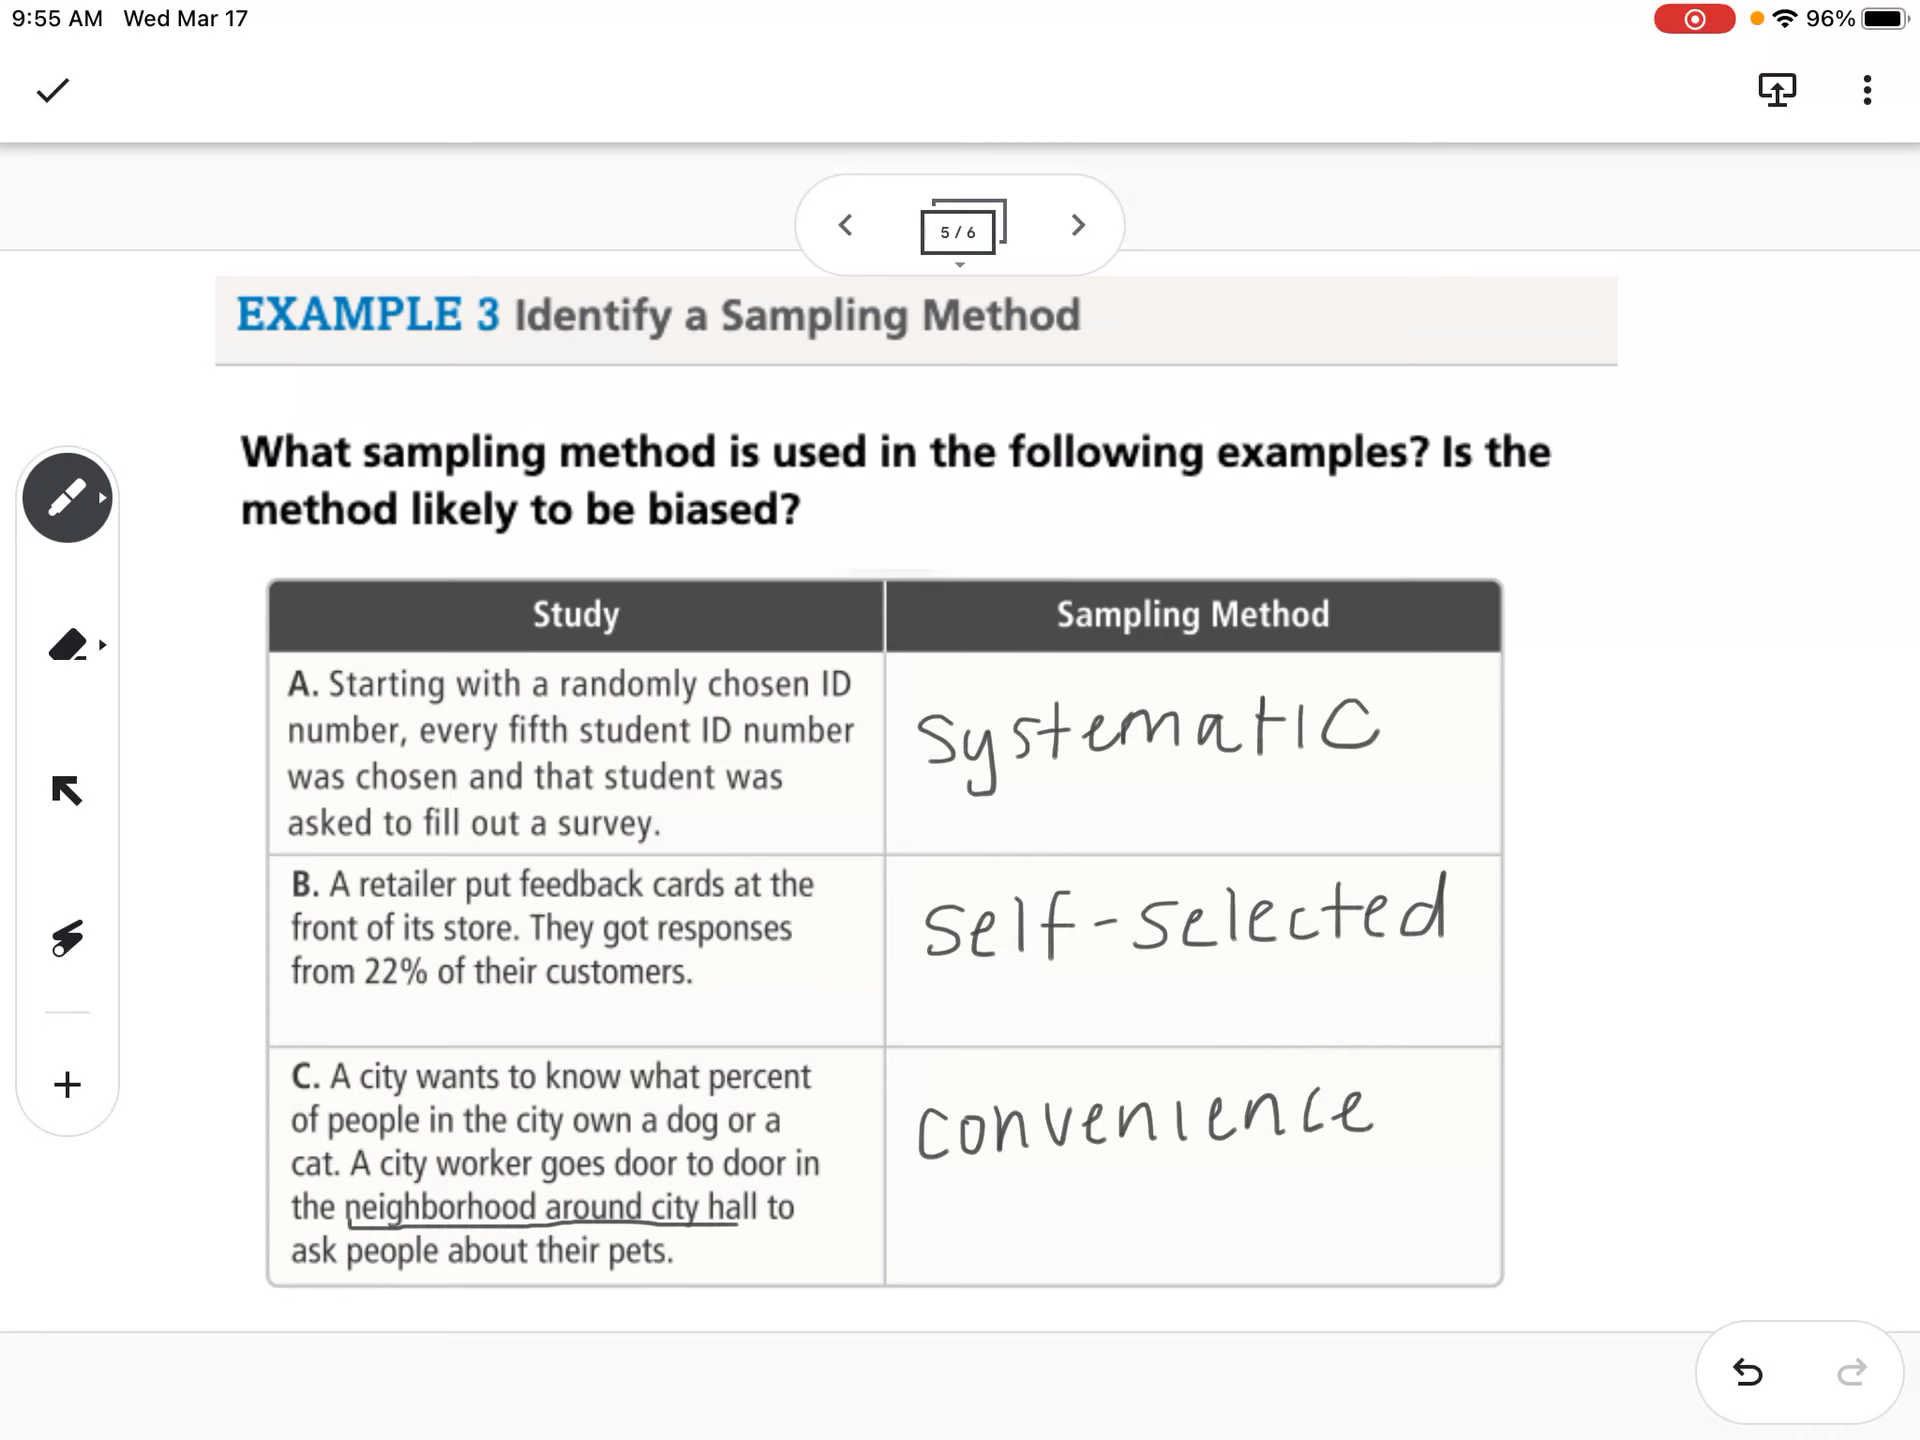 9:55 AM Wed Mar 17
96%
5 / 6
EXAMPLE 3 Identify a Sampling Method
What sampling method is used in the following examples? Is the
method likely to be biased?
Study
Sampling Method
A. Starting with a randomly chosen ID
number, every fifth student ID number
was chosen and that student was
asked to fill out a survey.
systematic
B. A retailer put feedback cards at the
front of its store. They got responses
from 22% of their customers.
self-selected
C. A city wants to know what percent
of people in the city own a dog or a
cat. A city worker goes door to door in
the neighborhood around city hall to
ask people about their pets.
convenience